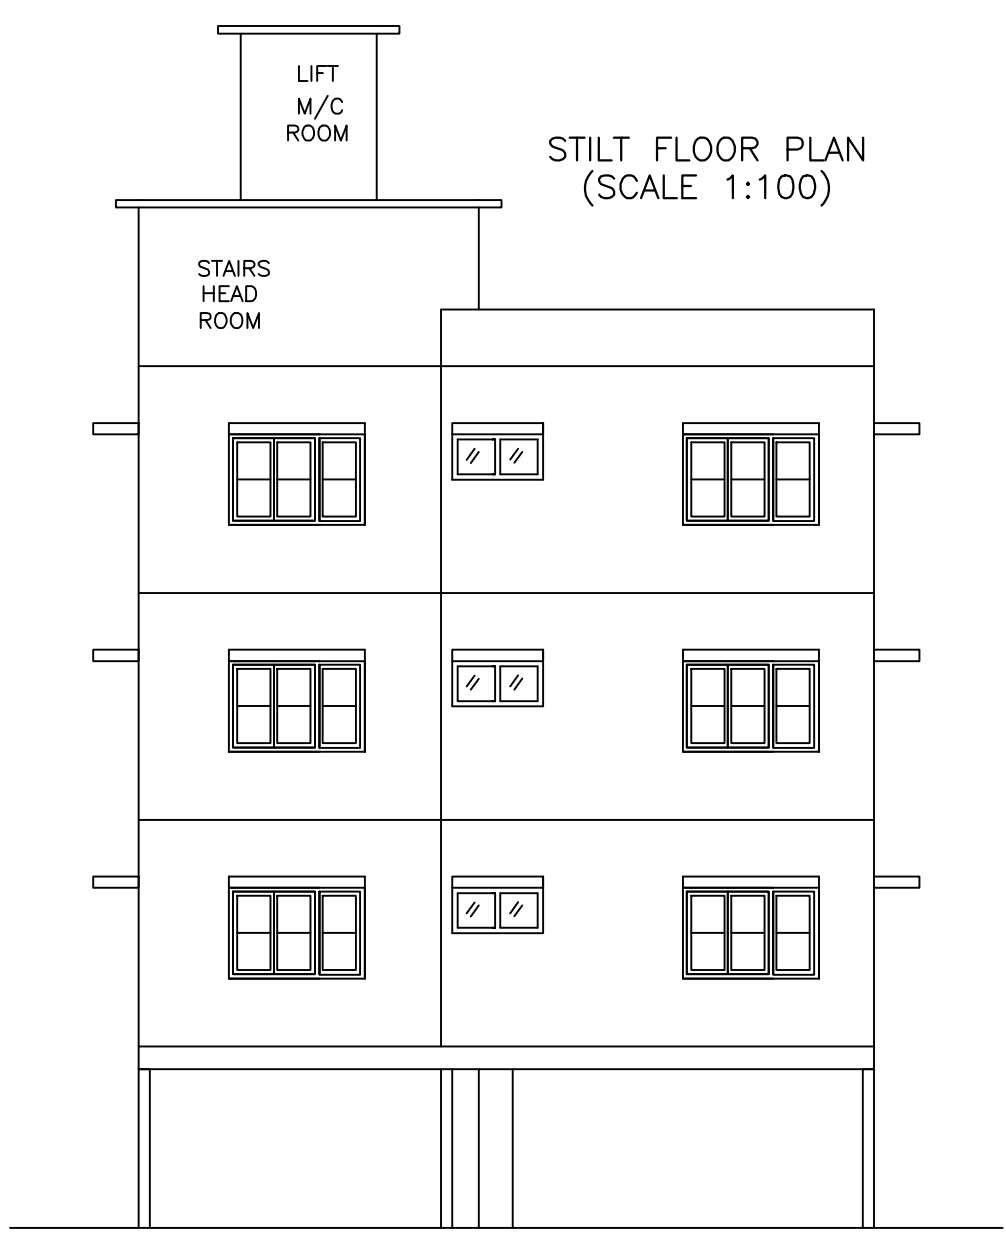 LIFT
M/C
ROOM
STILT FLOOR PLAN
(SCALE 1:100)
STAIRS
HEAD
ROOM